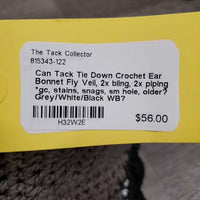 The Tack Collector
815343-122
Can Tack Tie Down Crochet Ear
Bonnet Fly Veil, 2x bling, 2x piping
*gc, stains, snags, sm hole, older?
Grey/White/Black WB?
H32W2E
$56.00